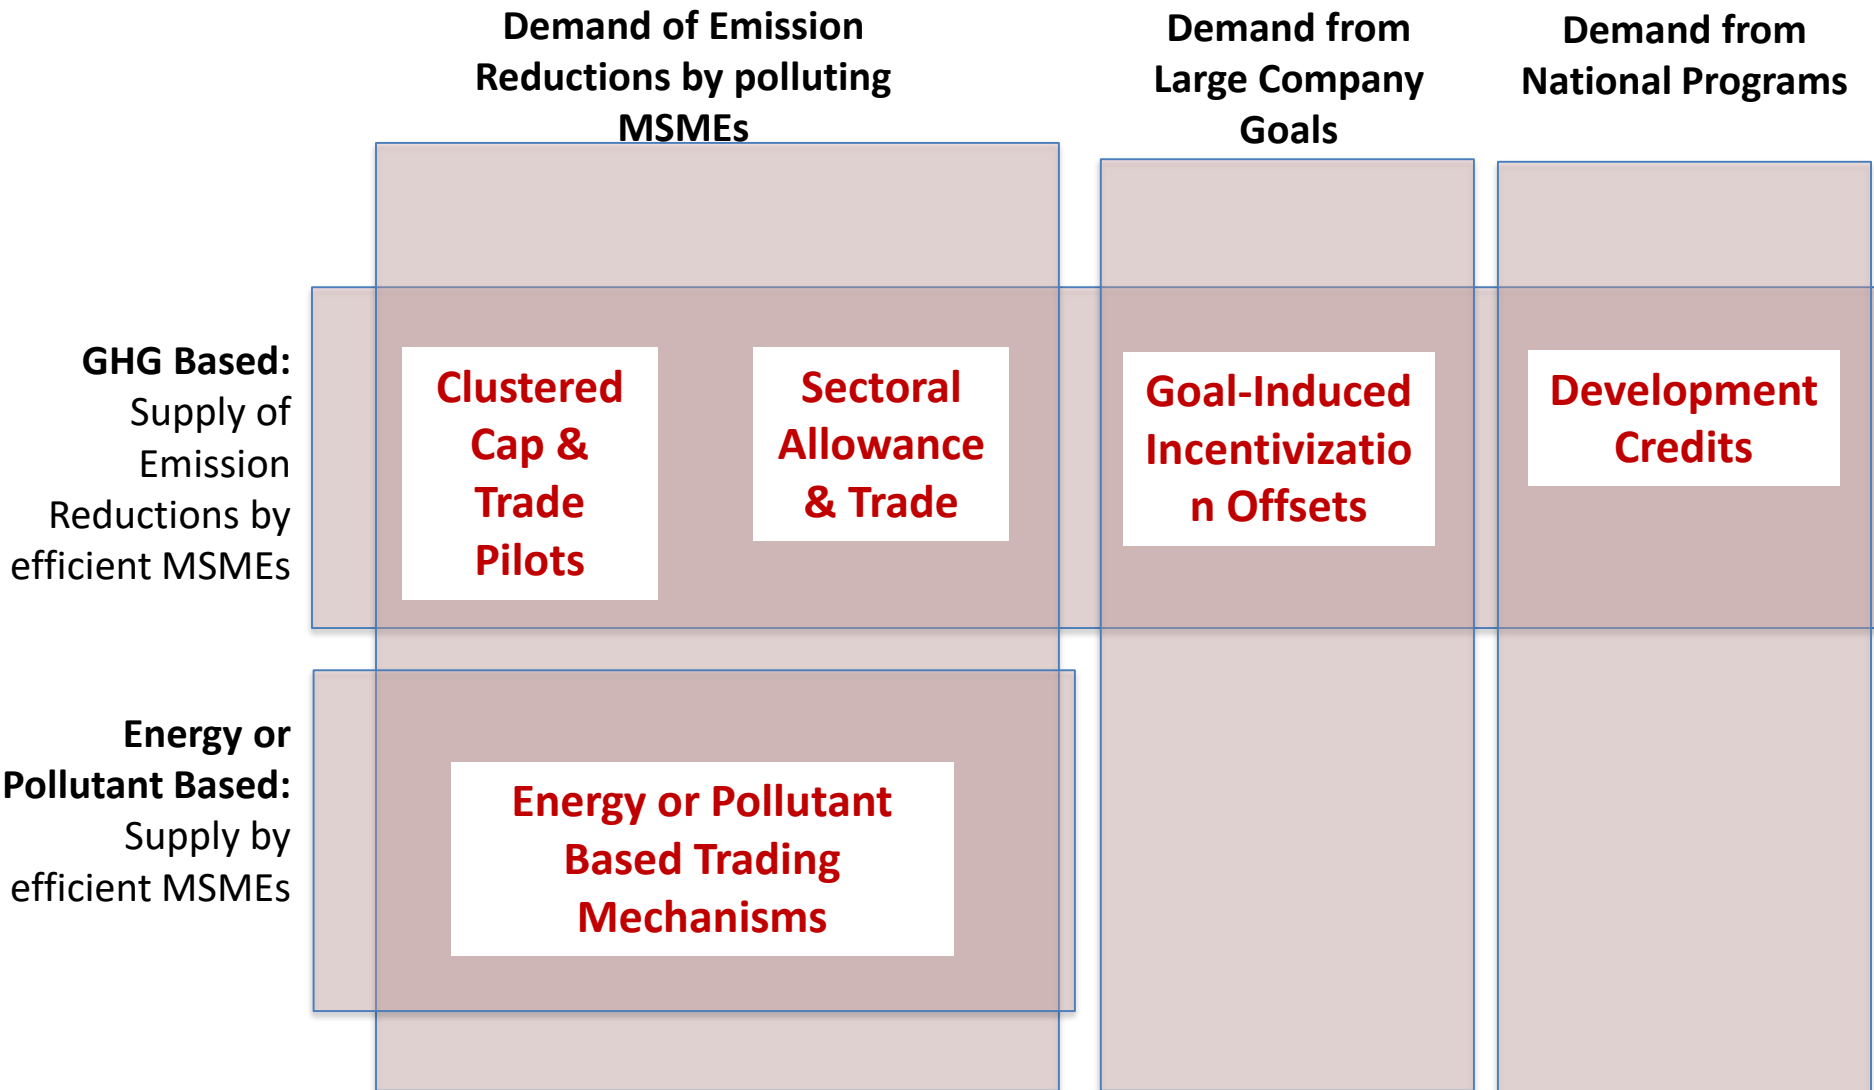 Demand of Emission
Reductions by polluting
MSMEs
Demand from
Large Company
Goals
Demand from
National Programs
GHG Based:
Supply of
Emission
Reductions by
efficient MSMEs
Clustered
Cap &
Trade
Pilots
Sectoral
Allowance
& Trade
Goal-Induced
Incentivizatio
n Offsets
Development
Credits
Energy or
Pollutant Based:
Supply by
efficient MSMEs
Energy or Pollutant
Based Trading
Mechanisms